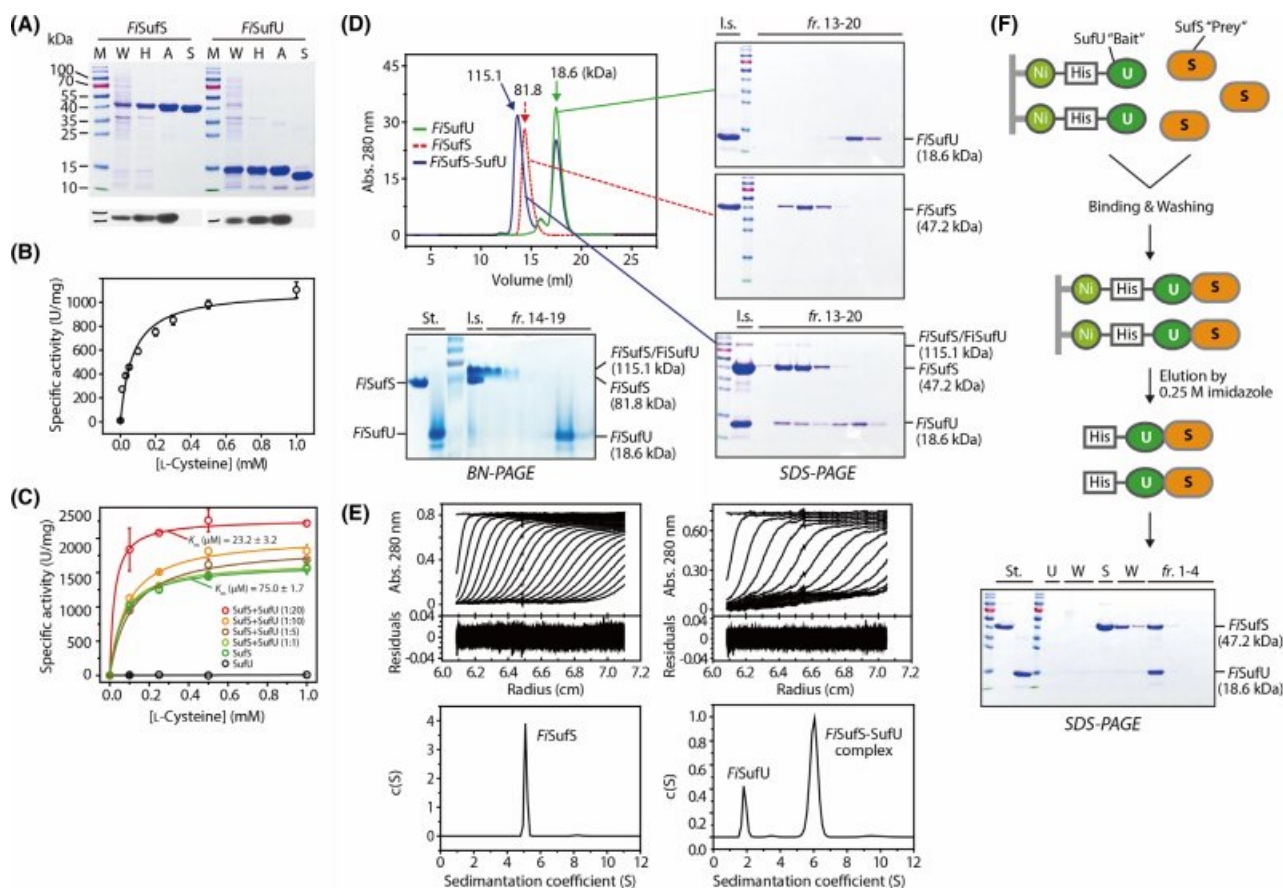 (A)
FiSufS
FiSufU
kDa
M W H A S M W H A S
100
70
55
40
35
25
15
10
(B)
Specific activity (U/mg)
1000
800
600
400
200
0
0.0 0.2 0.4 0.6 0.8 1.0
[L-Cysteine] (mM)
(C)
Specific activity (U/mg)
2500
2000
1500
1000
500
0
Km (µM) = 23.2 ± 3.2
Km (µM) = 75.0 ± 1.7
SufS+SufU (1:20)
SufS+SufU (1:10)
SufS+SufU (1:5)
SufS+SufU (1:1)
SufS
SufU
0.0 0.2 0.4 0.6 0.8 1.0
[L-Cysteine] (mM)
(D)
115.1
18.6 (kDa)
81.8
Abs. 280 nm
45
30
15
0
FiSufU
FiSufS
FiSufS-SufU
5 10 15 20 25
Volume (ml)
l.s. fr. 13-20
FiSufU
(18.6 kDa)
FiSufS
(47.2 kDa)
St. l.s. fr. 14-19
FiSufS
FiSufU
FiSufS/FiSufU
(115.1 kDa)
FiSufS
(81.8 kDa)
FiSufU
(18.6 kDa)
BN-PAGE
l.s. fr. 13-20
FiSufS/FiSufU
(115.1 kDa)
FiSufS
(47.2 kDa)
FiSufU
(18.6 kDa)
SDS-PAGE
(E)
Abs. 280 nm
0.8
0.4
0
Residuals
0.04
0
-0.04
6.0 6.2 6.4 6.6 6.8 7.0 7.2
Radius (cm)
Abs. 280 nm
0.75
0.30
0
Residuals
0.04
0
-0.04
6.0 6.2 6.4 6.6 6.8 7.0 7.2
Radius (cm)
c(S)
4
3
2
1
0
FiSufS
0 2 4 6 8 10 12
Sedimantation coefficient (S)
c(S)
1.0
0.8
0.6
0.4
0.2
0.0
FiSufU
FiSufS-SufU
complex
0 2 4 6 8 10 12
Sedimantation coefficient (S)
(F)
SufU "Bait"
SufS "Prey"
Ni His U S
Ni His U S
S
Binding & Washing
Ni His U S
Ni His U S
Elution by
0.25 M imidazole
His U S
His U S
St. U W S W fr. 1-4
FiSufS
(47.2 kDa)
FiSufU
(18.6 kDa)
SDS-PAGE